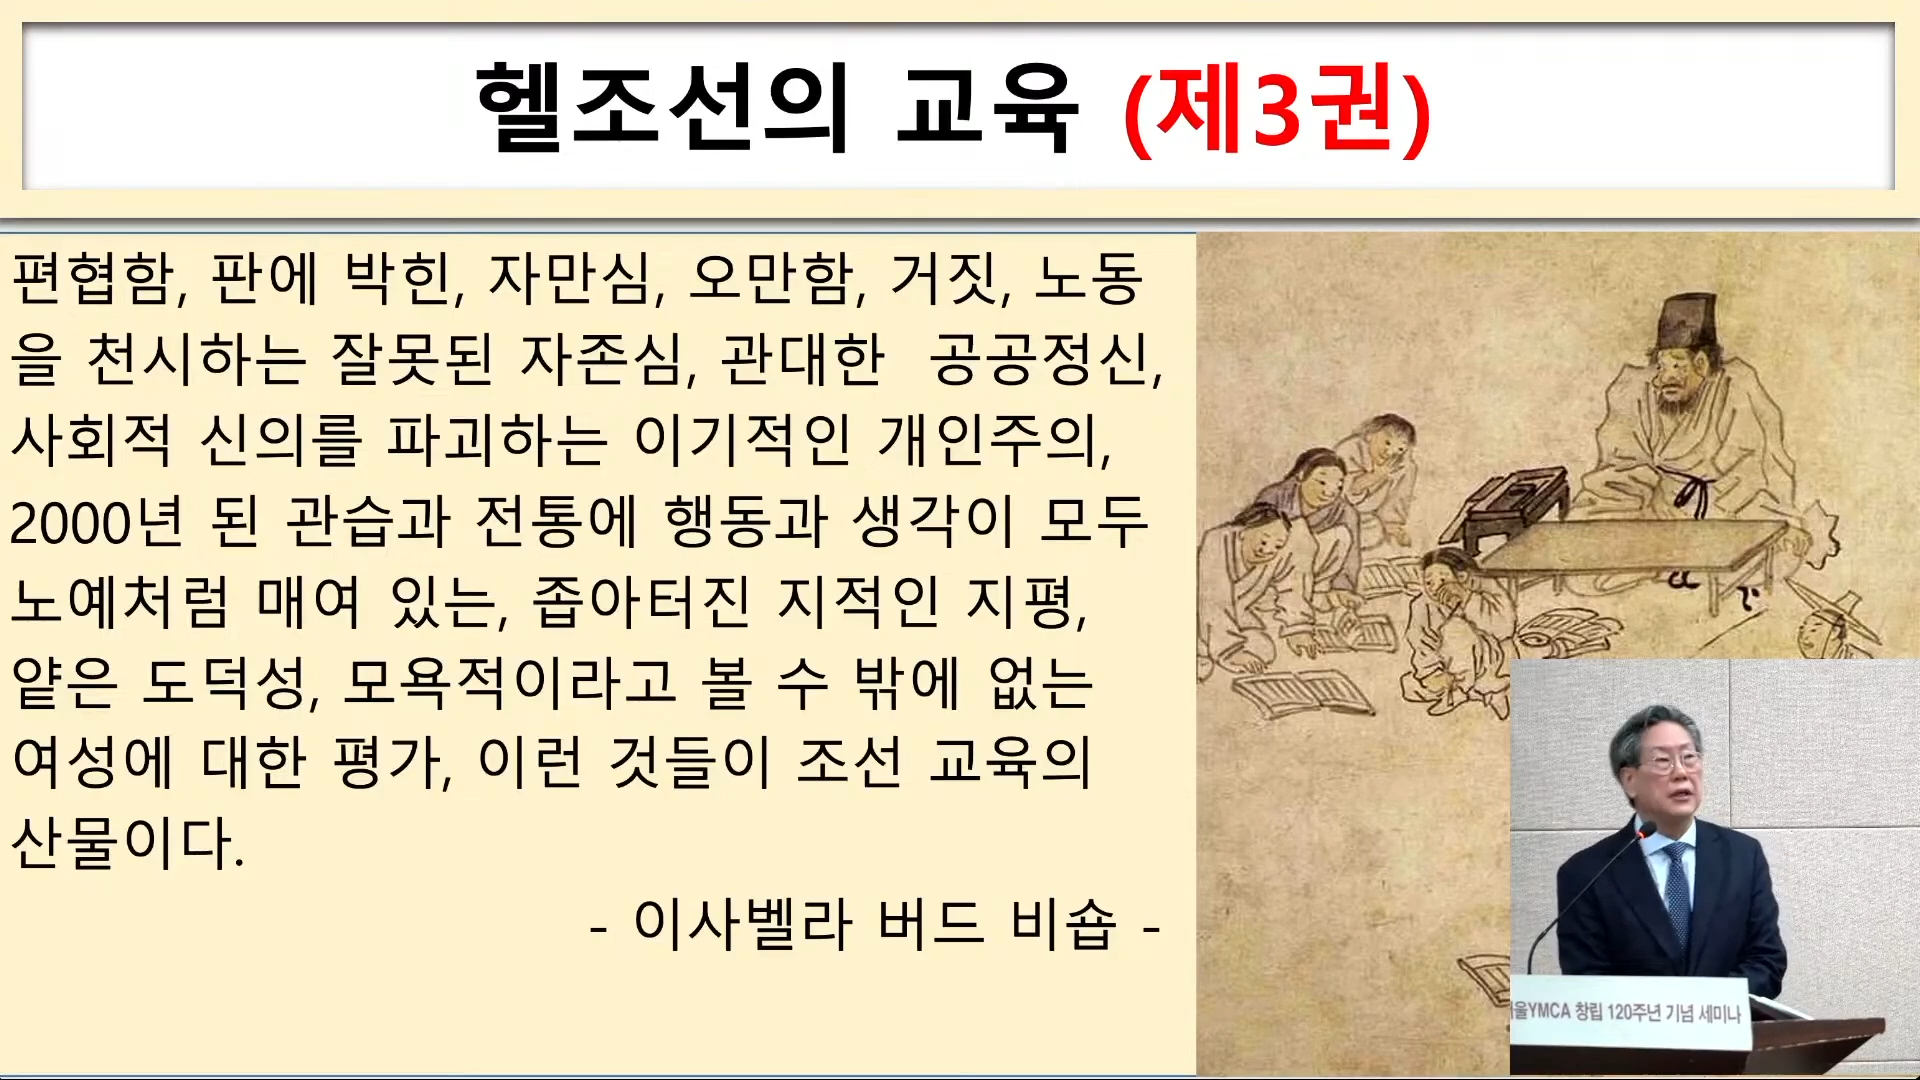 헬조선의 교육 (제3권)
편협함, 판에 박힌, 자만심, 오만함, 거짓, 노동
을 천시하는 잘못된 자존심, 관대한 공공정신,
사회적 신의를 파괴하는 이기적인 개인주의,
2000년 된 관습과 전통에 행동과 생각이 모두
노예처럼 매여 있는, 좁아터진 지적인 지평,
얕은 도덕성, 모욕적이라고 볼 수 밖에 없는
여성에 대한 평가, 이런 것들이 조선 교육의
산물이다.
- 이사벨라 버드 비숍 -
울YMCA 창립 120주년 기념 세미나